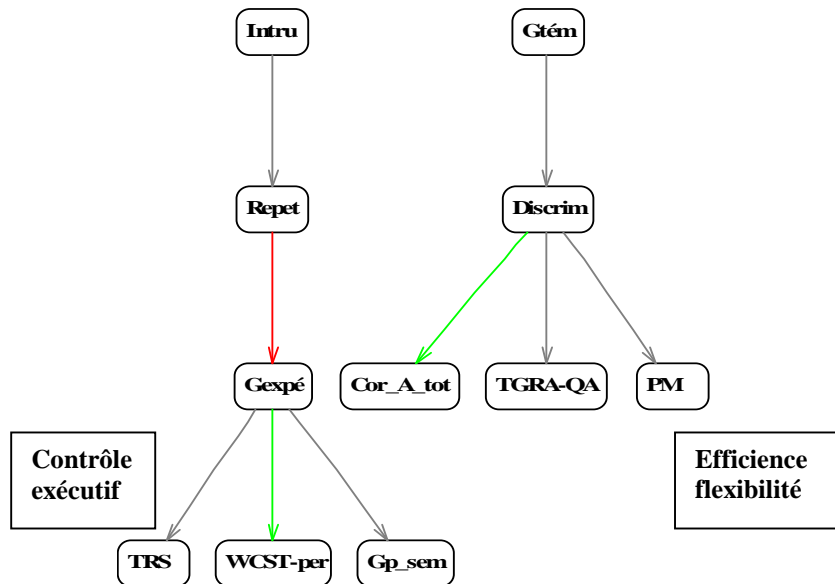 Intru
Gtém
Repet
Discrim
Gexpé
Cor_A_tot
TGRA-QA
PM
Contrôle
exécutif
Efficience
flexibilité
TRS
WCST-per
Gp_sem